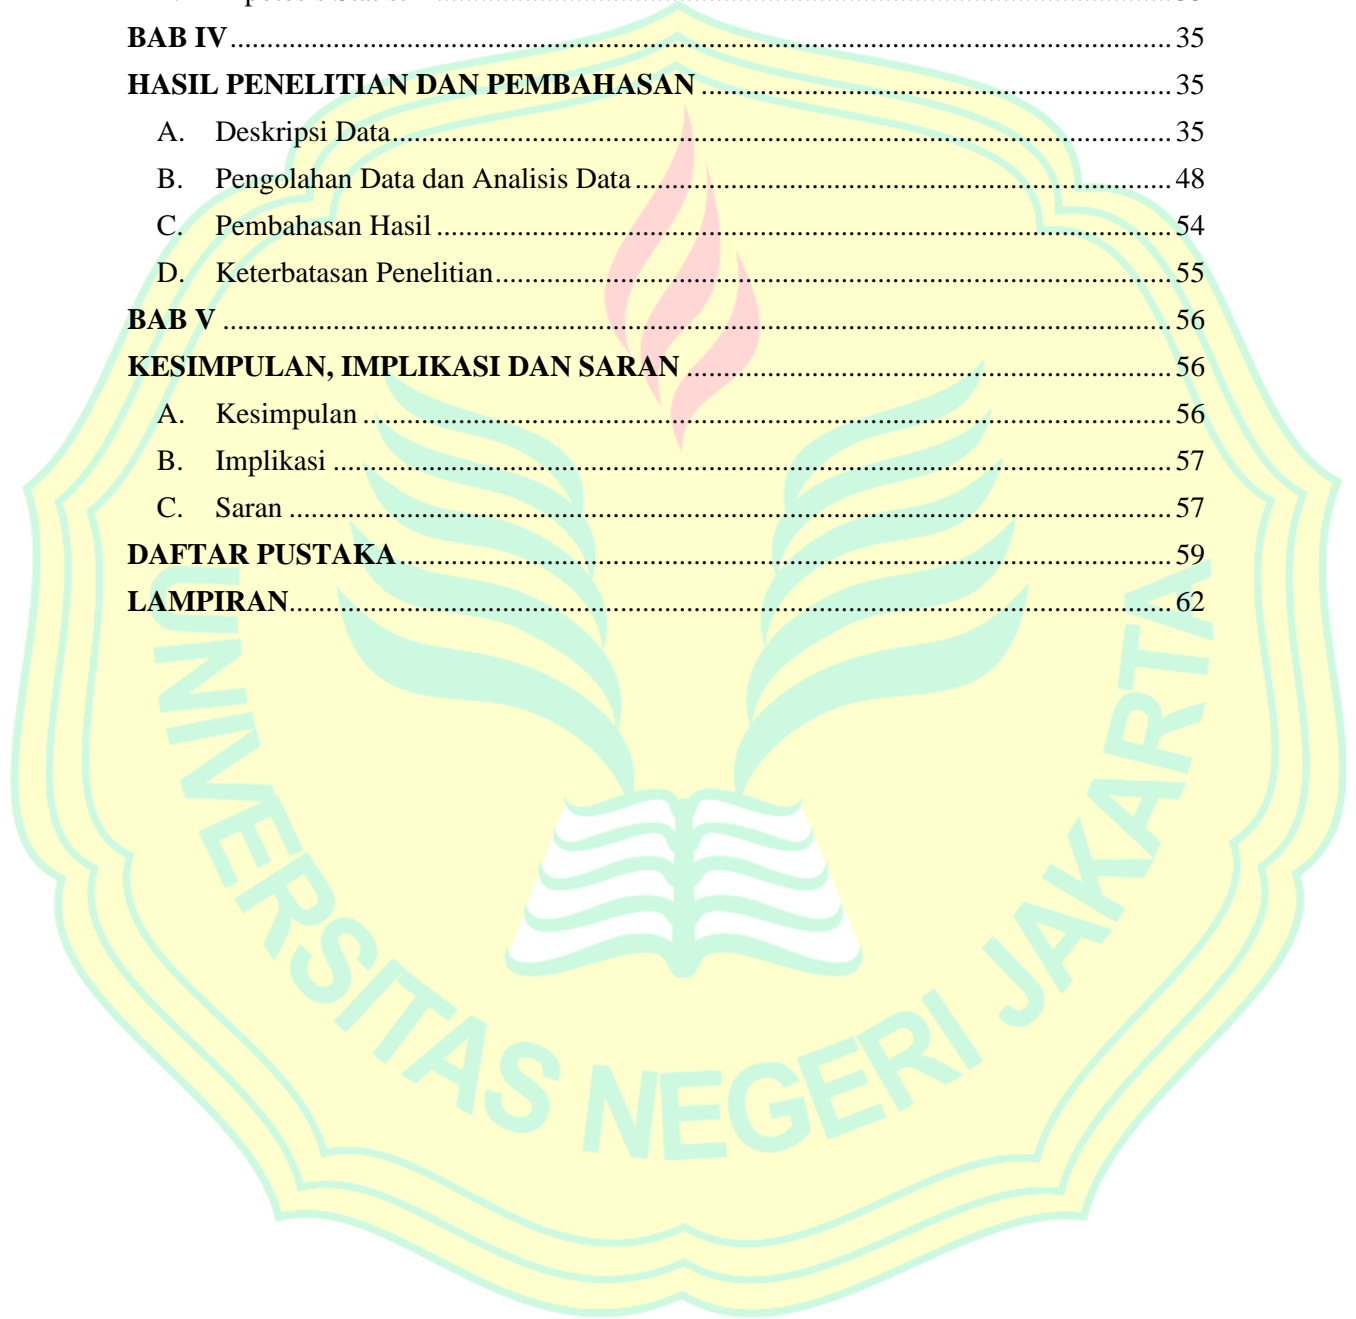 BAB IV ........ 35
HASIL PENELITIAN DAN PEMBAHASAN ........ 35
A. Deskripsi Data ........ 35
B. Pengolahan Data dan Analisis Data ........ 48
C. Pembahasan Hasil ........ 54
D. Keterbatasan Penelitian ........ 55
BAB V ........ 56
KESIMPULAN, IMPLIKASI DAN SARAN ........ 56
A. Kesimpulan ........ 56
B. Implikasi ........ 57
C. Saran ........ 57
DAFTAR PUSTAKA ........ 59
LAMPIRAN ........ 62
UNIVERSITAS NEGERI JAKARTA